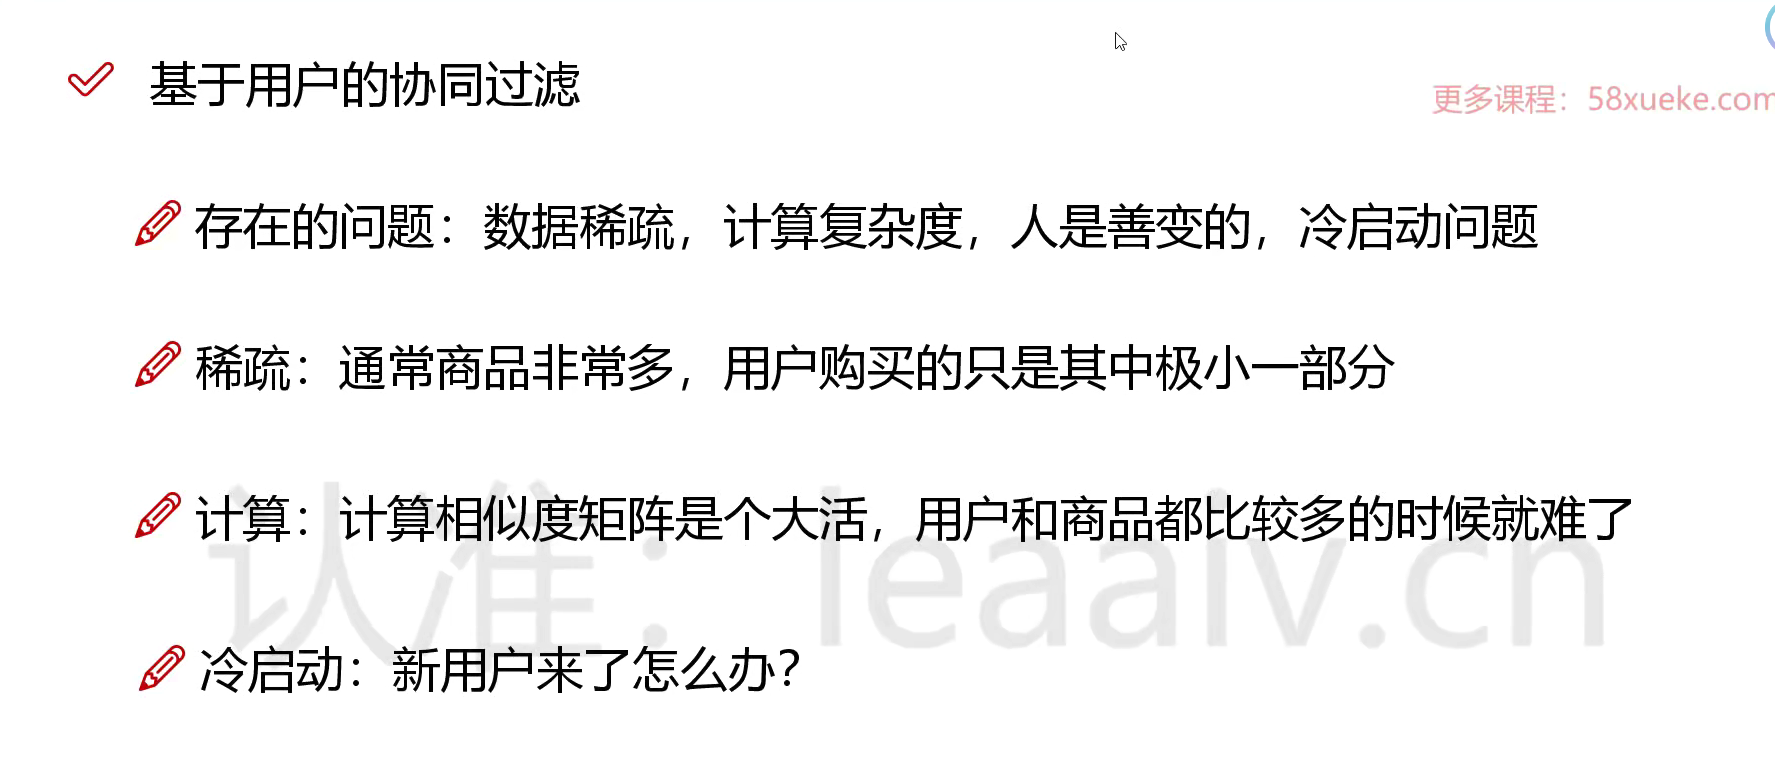 基于用户的协同过滤
更多课程：58xueke.com
存在的问题：数据稀疏，计算复杂度，人是善变的，冷启动问题
稀疏：通常商品非常多，用户购买的只是其中极小一部分
计算：计算相似度矩阵是个大活，用户和商品都比较多的时候就难了
认准：leaalv.cn
冷启动：新用户来了怎么办?